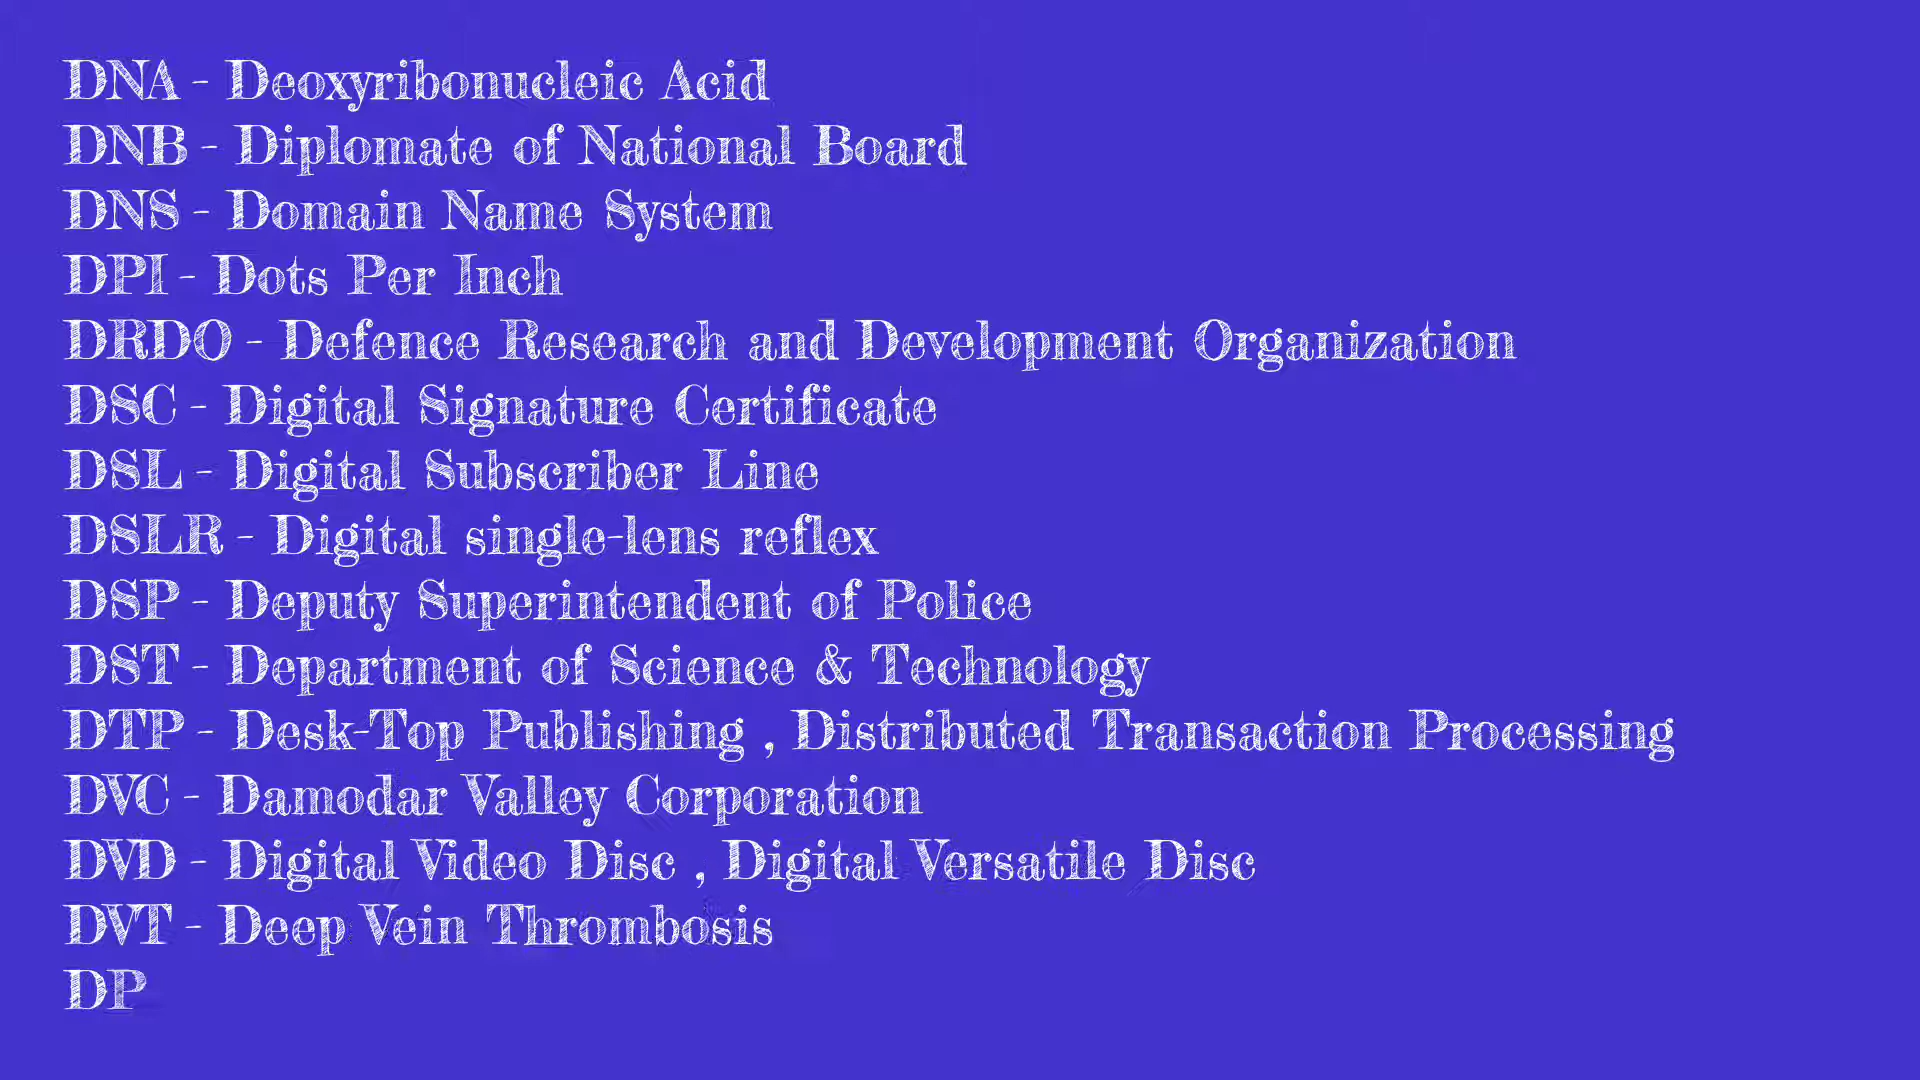 DNA - Deoxyribonucleic Acid
DNB - Diplomate of National Board
DNS - Domain Name System
DPI - Dots Per Inch
DRDO - Defence Research and Development Organization
DSC - Digital Signature Certificate
DSL - Digital Subscriber Line
DSLR - Digital single-lens reflex
DSP - Deputy Superintendent of Police
DST - Department of Science & Technology
DTP - Desk-Top Publishing , Distributed Transaction Processing
DVC - Damodar Valley Corporation
DVD - Digital Video Disc , Digital Versatile Disc
DVT - Deep Vein Thrombosis
DP